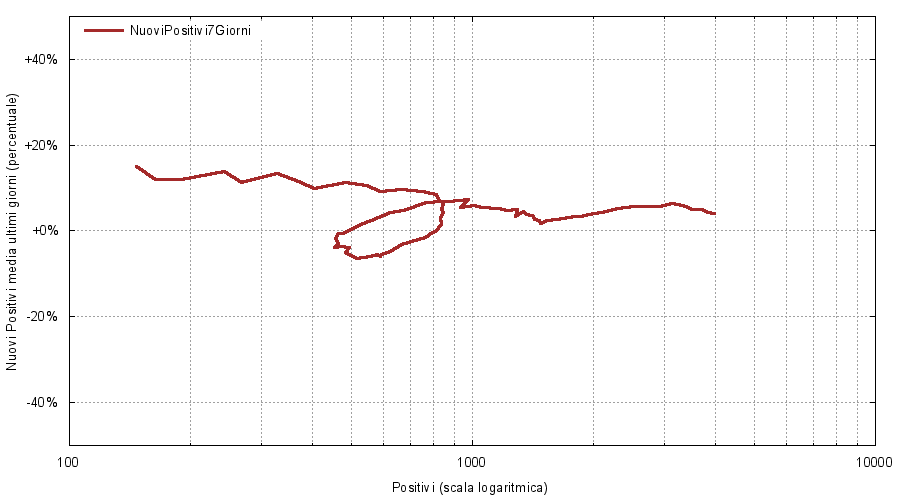 NuoviPositivi7Giorni
+40%
+20%
+0%
-20%
-40%
Nuovi Positivi media ultimi giorni (percentuale)
100
1000
10000
Positivi (scala logaritmica)